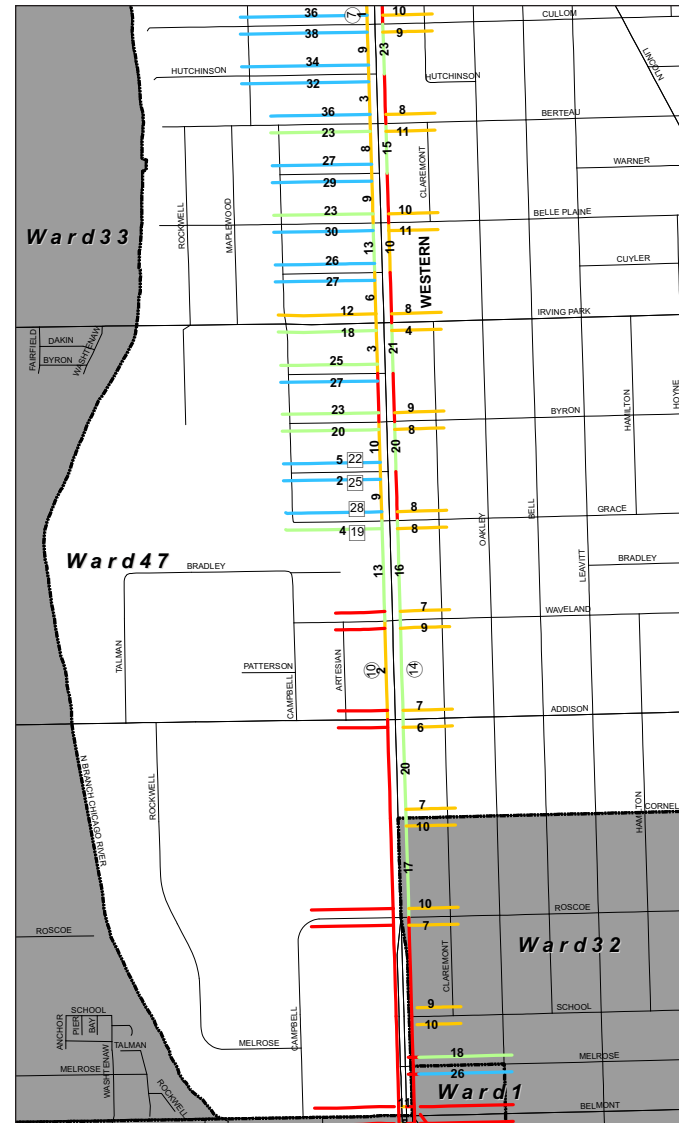 36 7 1 10 CULLOM
38 9
9 23
34
HUTCHINSON 32 HUTCHINSON LINCOLN
3
36 8 BERTEAU
23 11
8 15 CLAREMONT
27 WARNER
29
9
23 10 BELLE PLAINE
30 11
ROCKWELL MAPLEWOOD
Ward33
13 10 WESTERN
26 CUYLER
27
6
12 8 IRVING PARK
18 4
FAIRFIELD DAKIN WASHTENAW
BYRON
3 21
25
27
HAMILTON HOYNE
23 9 BYRON
20 8
10 20
5 22
2 25
9
28 8 GRACE
4 19 8
OAKLEY BELL LEAVITT
Ward47
BRADLEY 13 16 BRADLEY
7 WAVELAND
9
TALMAN PATTERSON CAMPBELL ARTESIAN
10 2 14
7 ADDISON
6
N BRANCH CHICAGO RIVER ROCKWELL
20
HAMILTON
7 CORNEL
10
17
10 ROSCOE
ROSCOE 7
Ward32
CLAREMONT
9 SCHOOL
10
ANCHOR PIER SCHOOL BAY
TALMAN WASHTENAW
MELROSE CAMPBELL
18 MELROSE
MELROSE 26
ROCKWELL
Ward1
11 BELMONT